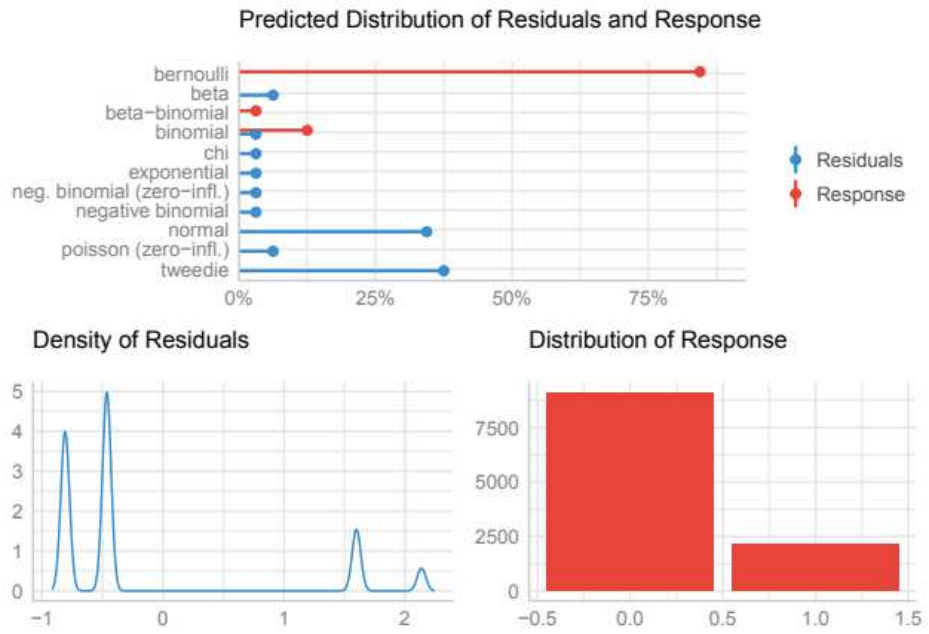 Predicted Distribution of Residuals and Response
bernoulli
beta
beta−binomial
binomial
chi
exponential
neg. binomial (zero−infl.)
negative binomial
normal
poisson (zero−infl.)
tweedie
0%
25%
50%
75%
Residuals
Response
Density of Residuals
5
4
3
2
1
0
−1
0
1
2
Distribution of Response
7500
5000
2500
0
−0.5
0.0
0.5
1.0
1.5